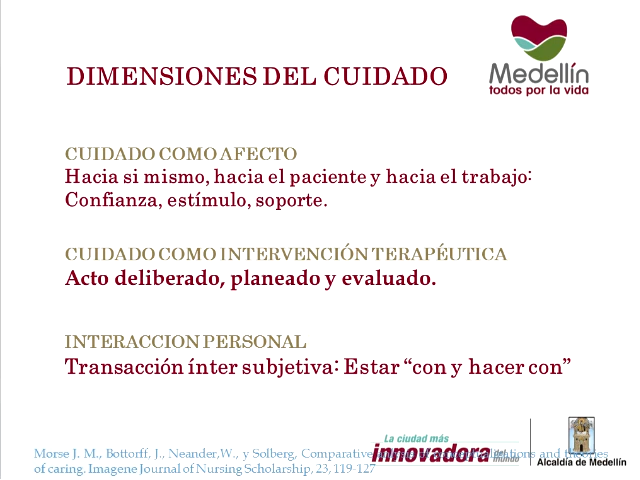 DIMENSIONES DEL CUIDADO
Medellín
todos por la vida
CUIDADO COMO AFECTO
Hacia si mismo, hacia el paciente y hacia el trabajo:
Confianza, estímulo, soporte.
CUIDADO COMO INTERVENCIÓN TERAPÉUTICA
Acto deliberado, planeado y evaluado.
INTERACCION PERSONAL
Transacción ínter subjetiva: Estar “con y hacer con”
La ciudad más
innovadora del mundo
Alcaldía de Medellín
Morse J. M., Bottorff, J., Neander,W., y Solberg, Comparative and theories
of caring. Imagene Journal of Nursing Scholarship, 23, 119-127